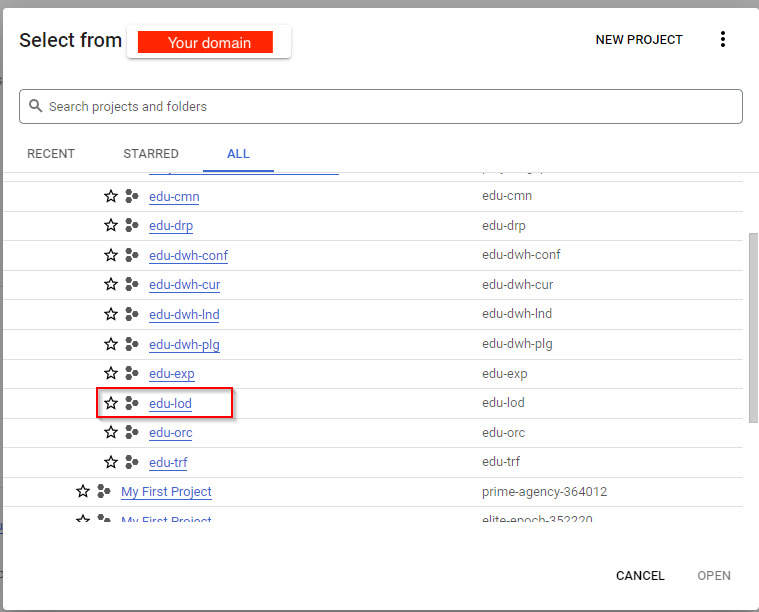 Select from Your domain NEW PROJECT
Search projects and folders
RECENT STARRED ALL
edu-cmn edu-cmn
edu-drp edu-drp
edu-dwh-conf edu-dwh-conf
edu-dwh-cur edu-dwh-cur
edu-dwh-lnd edu-dwh-lnd
edu-dwh-plg edu-dwh-plg
edu-exp edu-exp
edu-lod edu-lod
edu-orc edu-orc
edu-trf edu-trf
My First Project prime-agency-364012
My First Project elite-epoch-352220
CANCEL OPEN